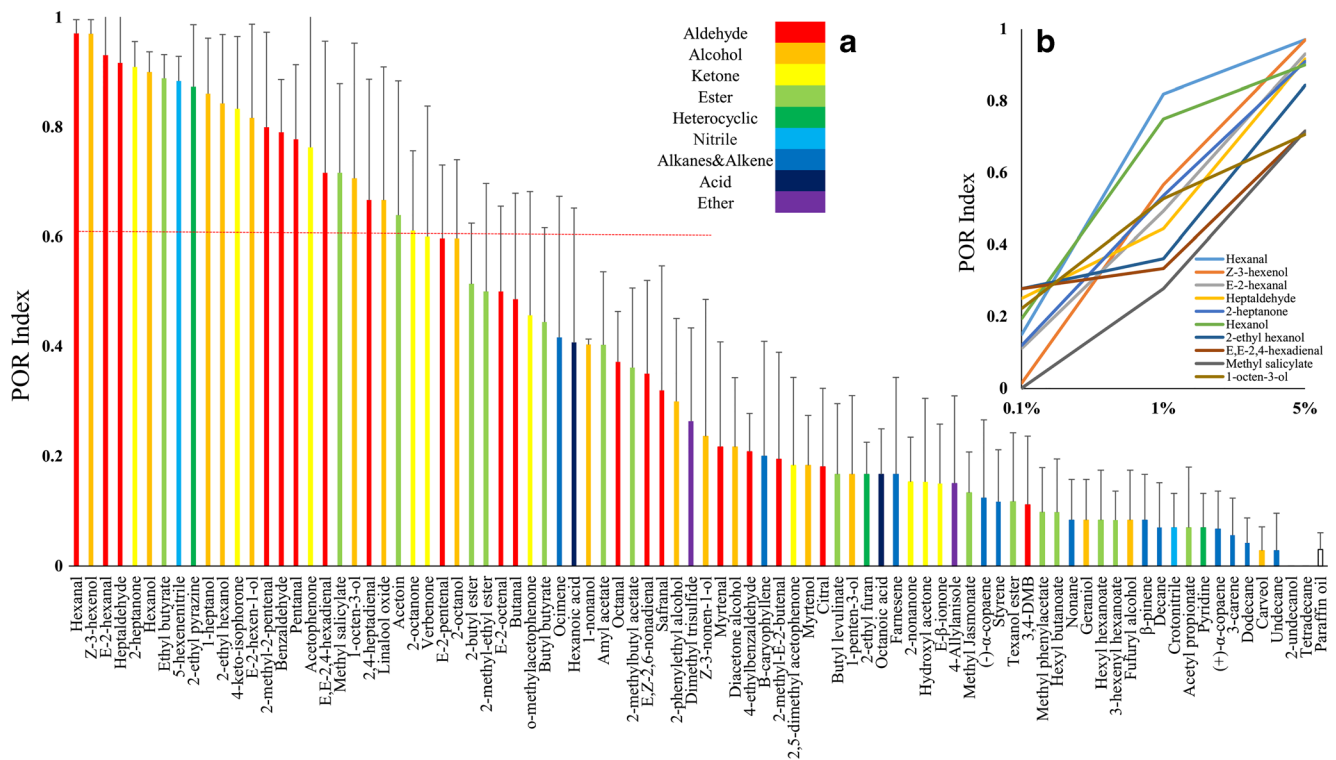 a
POR Index
1
0.8
0.6
0.4
0.2
0
Aldehyde
Alcohol
Ketone
Ester
Heterocyclic
Nitrile
Alkanes&Alkene
Acid
Ether
Hexanal
Z-3-hexenol
E-2-hexanal
Heptaldehyde
2-heptanone
Hexanol
Ethyl butyrate
5-hexenenitrile
2-ethyl pyrazine
1-heptanol
2-ethyl hexanol
4-keto-isophorone
E-2-hexen-1-ol
2-methyl-2-pentenal
Benzaldehyde
Pentanal
Acetophenone
E,E-2,4-hexadienal
Methyl salicylate
1-octen-3-ol
2,4-heptadienal
Linalool oxide
Acetoin
2-octanone
Verbenone
E-2-pentenal
2-octanol
2-butyl ester
2-methyl-ethyl ester
E-2-octenal
Butanal
o-methylacetophenone
Butyl butyrate
Ocimene
Hexanoic acid
1-nonanol
Amyl acetate
Octanal
2-methylbutyl acetate
E,Z-2,6-nonadienal
Safranal
2-phenylethyl alcohol
Dimethyl trisulfide
Z-3-nonen-1-ol
Myrtenal
Diacetone alcohol
4-ethylbenzaldehyde
B-caryophyllene
2-methyl-E-2-butenal
2,5-dimethyl acetophenone
Myrtenol
Citral
Butyl levulinate
1-penten-3-ol
2-ethyl furan
Octanoic acid
Farnesene
2-nonanone
Hydroxy acetone
E-β-ionone
4-Allylanisole
Methyl Jasmonate
(-)-α-copaene
Styrene
Texanol ester
3,4-DMB
Methyl phenylacetate
Hexyl butanoate
Nonane
Geraniol
Hexyl hexanoate
3-hexenyl hexanoate
Fulfuryl alcohol
β-pinene
Decane
Crotonitrile
Acetyl propionate
Pyridine
(+)-α-copaene
3-carene
Dodecane
Carveol
Undecane
2-undecanol
Tetradecane
Paraffin oil
b
POR Index
1
0.8
0.6
0.4
0.2
0
0.1%
1%
5%
Hexanal
Z-3-hexenol
E-2-hexanal
Heptaldehyde
2-heptanone
Hexanol
2-ethyl hexanol
E,E-2,4-hexadienal
Methyl salicylate
1-octen-3-ol